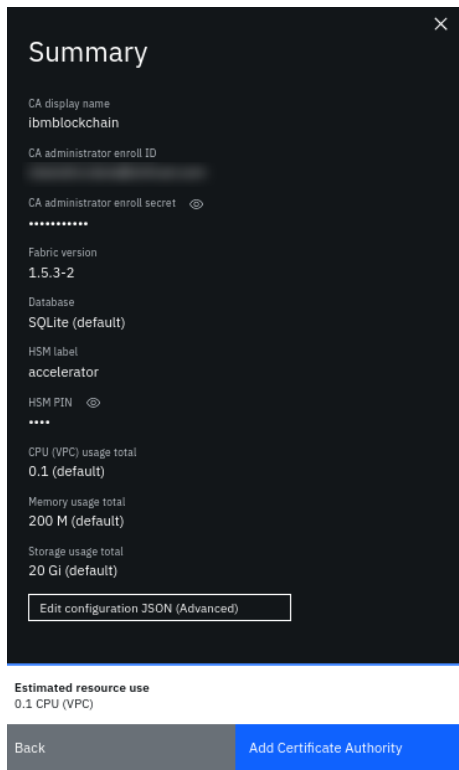 Summary
CA display name
ibmblockchain
CA administrator enroll ID
CA administrator enroll secret
•••••••••••
Fabric version
1.5.3-2
Database
SQLite (default)
HSM label
accelerator
HSM PIN
••••
CPU (VPC) usage total
0.1 (default)
Memory usage total
200 M (default)
Storage usage total
20 Gi (default)
Edit configuration JSON (Advanced)
Estimated resource use
0.1 CPU (VPC)
Back
Add Certificate Authority